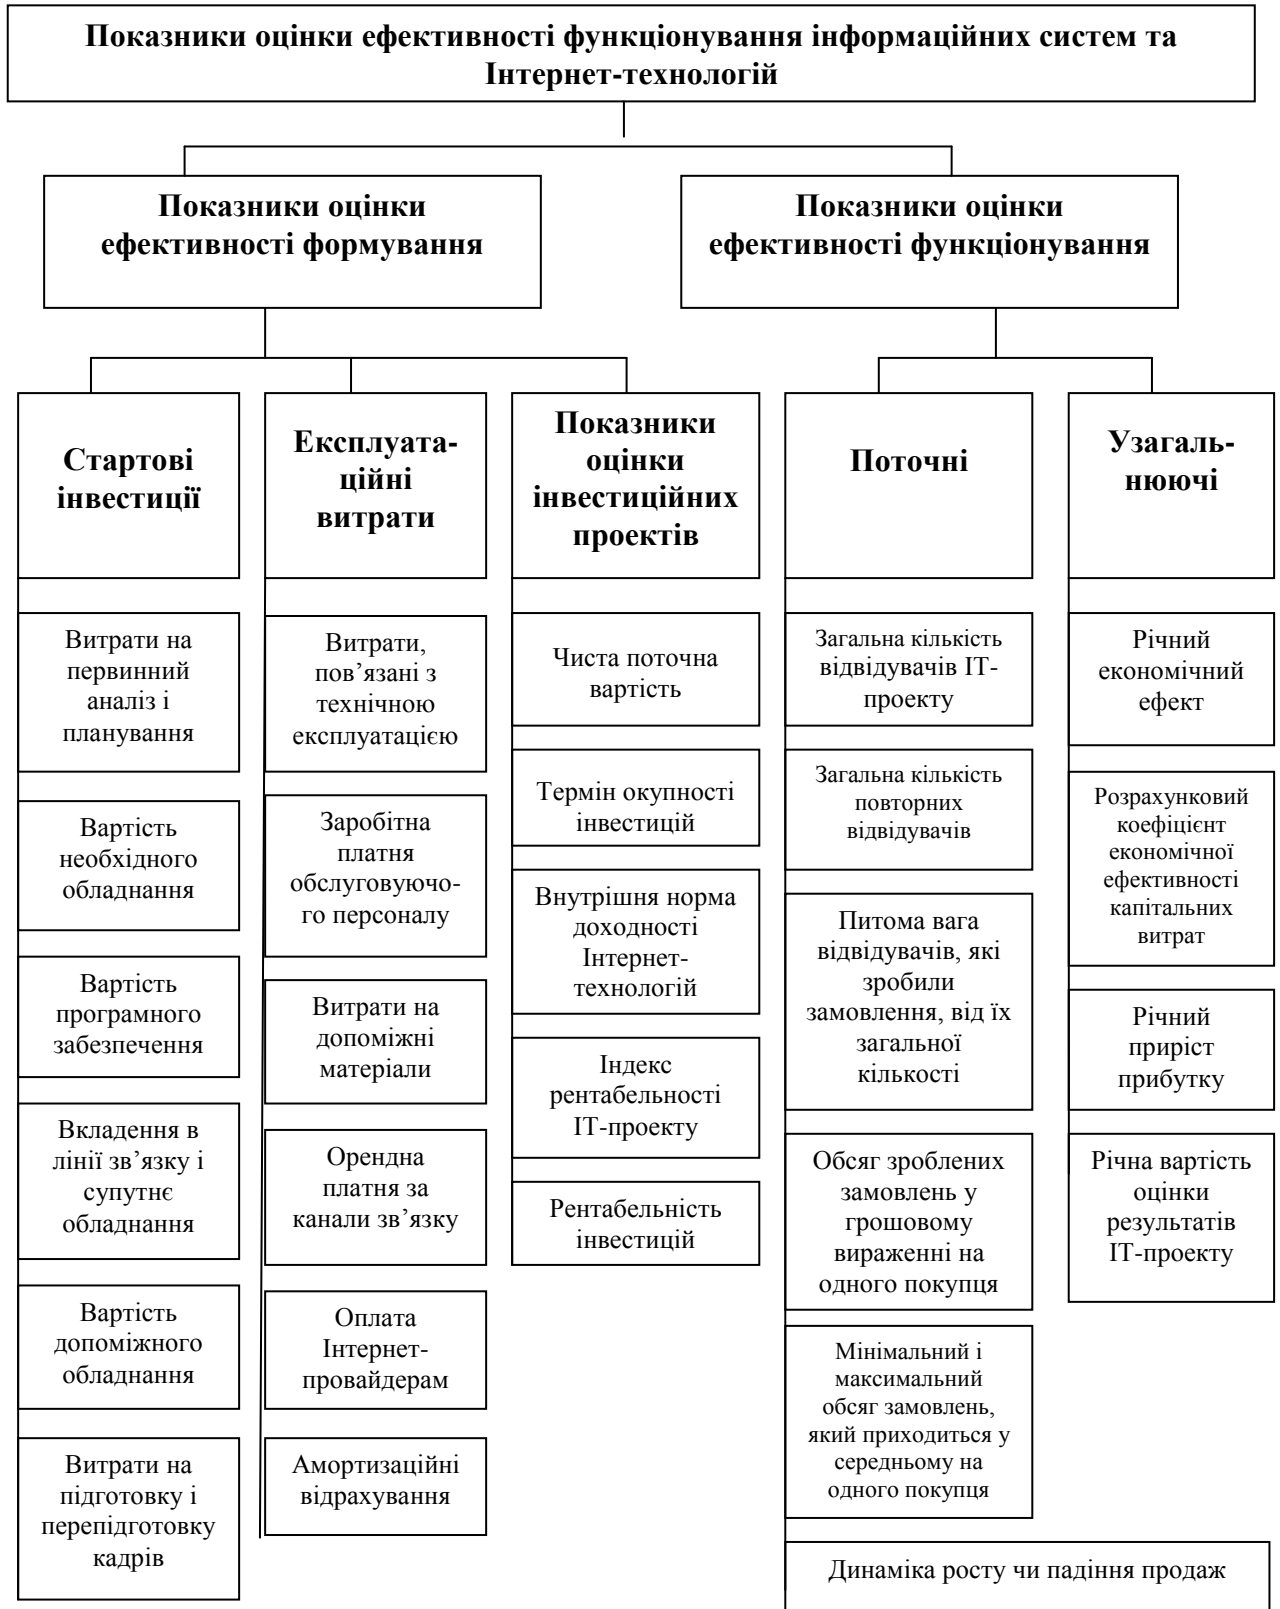 Показники оцінки ефективності функціонування інформаційних систем та
Інтернет-технологій
Показники оцінки
ефективності формування
Показники оцінки
ефективності функціонування
Стартові
інвестиції
Експлуата-
ційні
витрати
Показники
оцінки
інвестиційних
проектів
Поточні
Узагаль-
нюючі
Витрати на
первинний
аналіз і
планування
Вартість
необхідного
обладнання
Вартість
програмного
забезпечення
Вкладення в
лінії зв’язку і
супутнє
обладнання
Вартість
допоміжного
обладнання
Витрати на
підготовку і
перепідготовку
кадрів
Витрати,
пов’язані з
технічною
експлуатацією
Заробітна
платня
обслуговуючо-
го персоналу
Витрати на
допоміжні
матеріали
Орендна
платня за
канали зв’язку
Оплата
Інтернет-
провайдерам
Амортизаційні
відрахування
Чиста поточна
вартість
Термін окупності
інвестицій
Внутрішня норма
доходності
Інтернет-
технологій
Індекс
рентабельності
ІТ-проекту
Рентабельність
інвестицій
Загальна кількість
відвідувачів ІТ-
проекту
Загальна кількість
повторних
відвідувачів
Питома вага
відвідувачів, які
зробили
замовлення, від їх
загальної
кількості
Обсяг зроблених
замовлень у
грошовому
вираженні на
одного покупця
Мінімальний і
максимальний
обсяг замовлень,
який приходиться у
середньому на
одного покупця
Динаміка росту чи падіння продаж
Річний
економічний
ефект
Розрахунковий
коефіцієнт
економічної
ефективності
капітальних
витрат
Річний
приріст
прибутку
Річна вартість
оцінки
результатів
ІТ-проекту